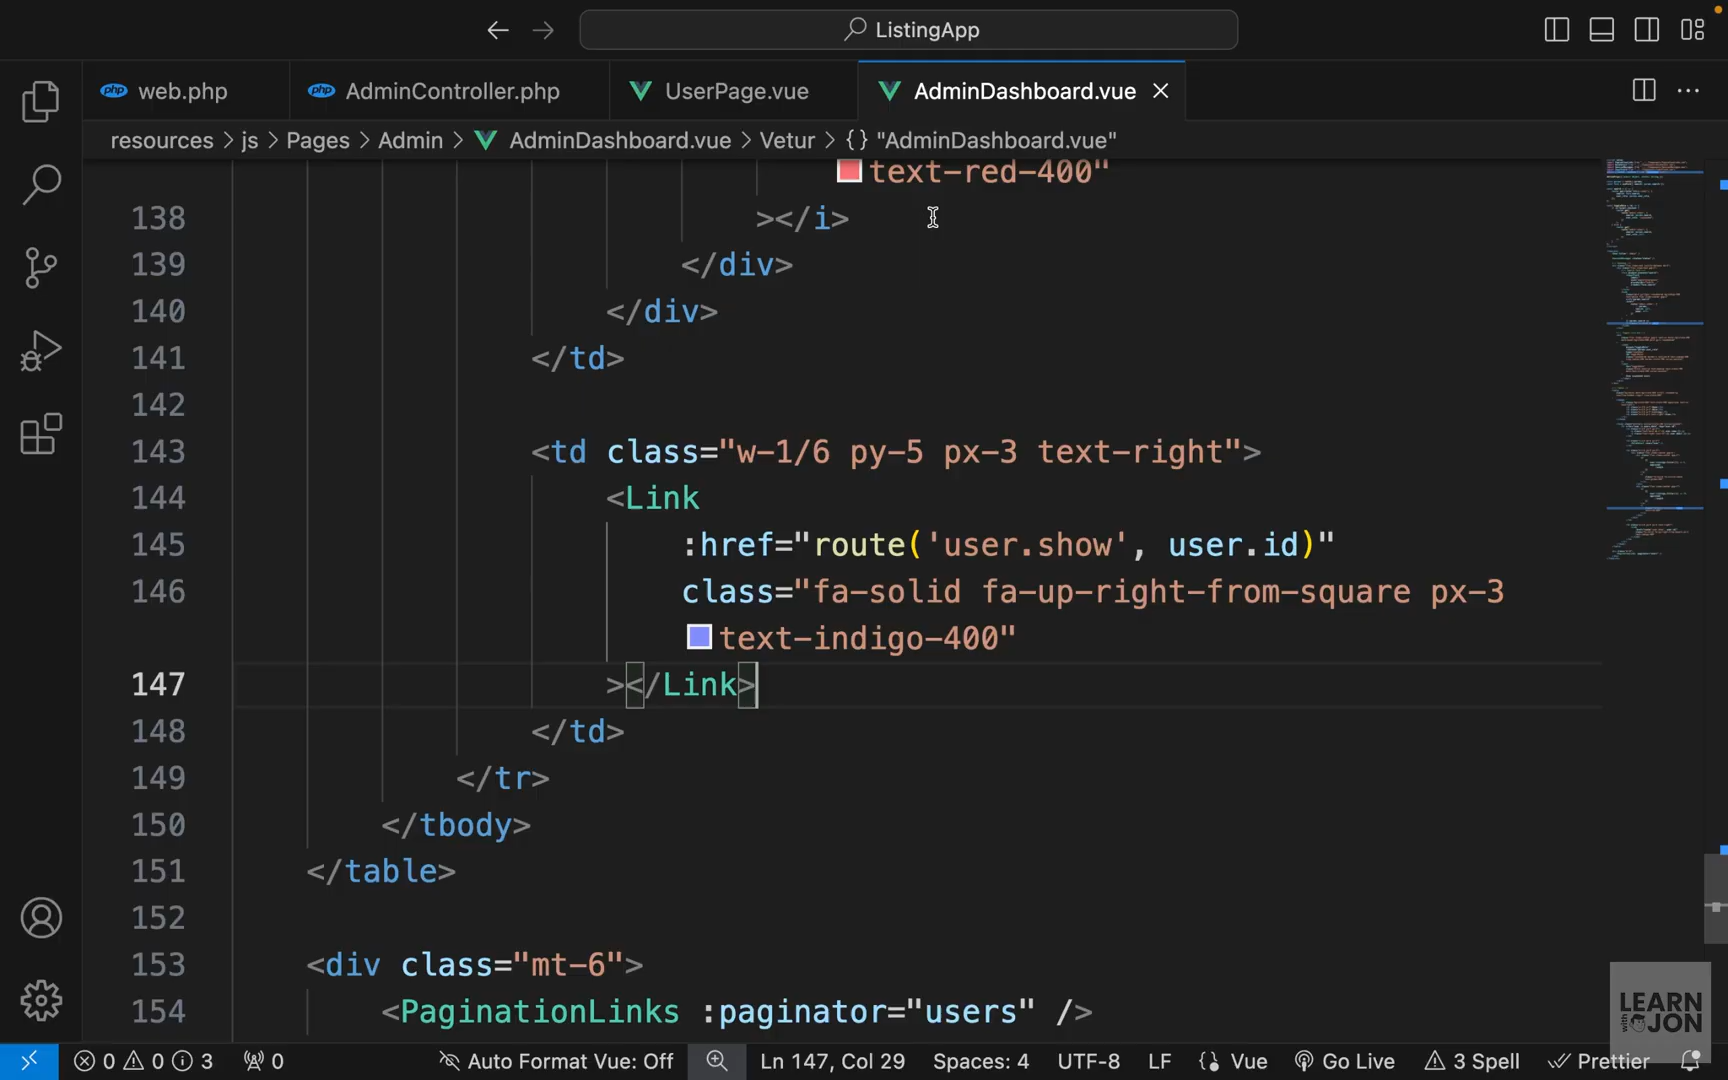 ListingApp
web.php
AdminController.php
UserPage.vue
AdminDashboard.vue
resources > js > Pages > Admin > AdminDashboard.vue > Vetur > {} "AdminDashboard.vue"
text-red-400"
138 ></i>
139 </div>
140 </div>
141 </td>
142
143 <td class="w-1/6 py-5 px-3 text-right">
144 <Link
145 :href="route('user.show', user.id)"
146 class="fa-solid fa-up-right-from-square px-3
text-indigo-400"
147 ></Link>
148 </td>
149 </tr>
150 </tbody>
151 </table>
152
153 <div class="mt-6">
154 <PaginationLinks :paginator="users" />
LEARN
with JON
0 0 3 0 Auto Format Vue: Off Ln 147, Col 29 Spaces: 4 UTF-8 LF Vue Go Live 3 Spell Prettier